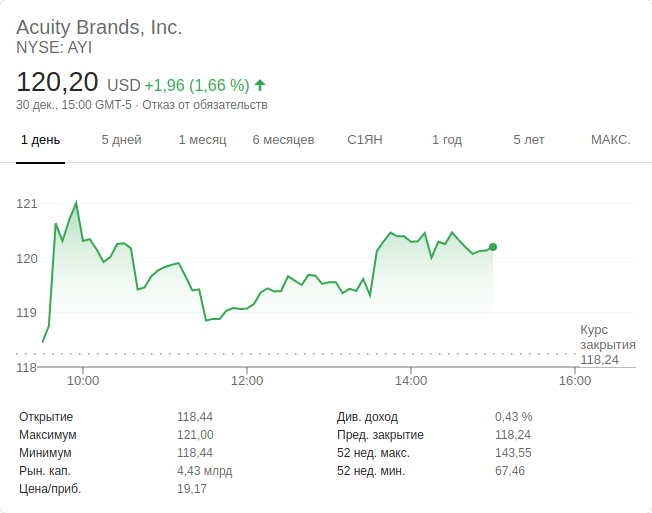 Acuity Brands, Inc.
NYSE: AYI
120,20 USD +1,96 (1,66 %)
30 дек., 15:00 GMT-5 · Отказ от обязательств
1 день 5 дней 1 месяц 6 месяцев С1ЯН 1 год 5 лет МАКС.
121
120
119
118
Курс
закрытия
118,24
10:00 12:00 14:00 16:00
Открытие 118,44 Див. доход 0,43 %
Максимум 121,00 Пред. закрытие 118,24
Минимум 118,44 52 нед. макс. 143,55
Рын. кап. 4,43 млрд 52 нед. мин. 67,46
Цена/приб. 19,17